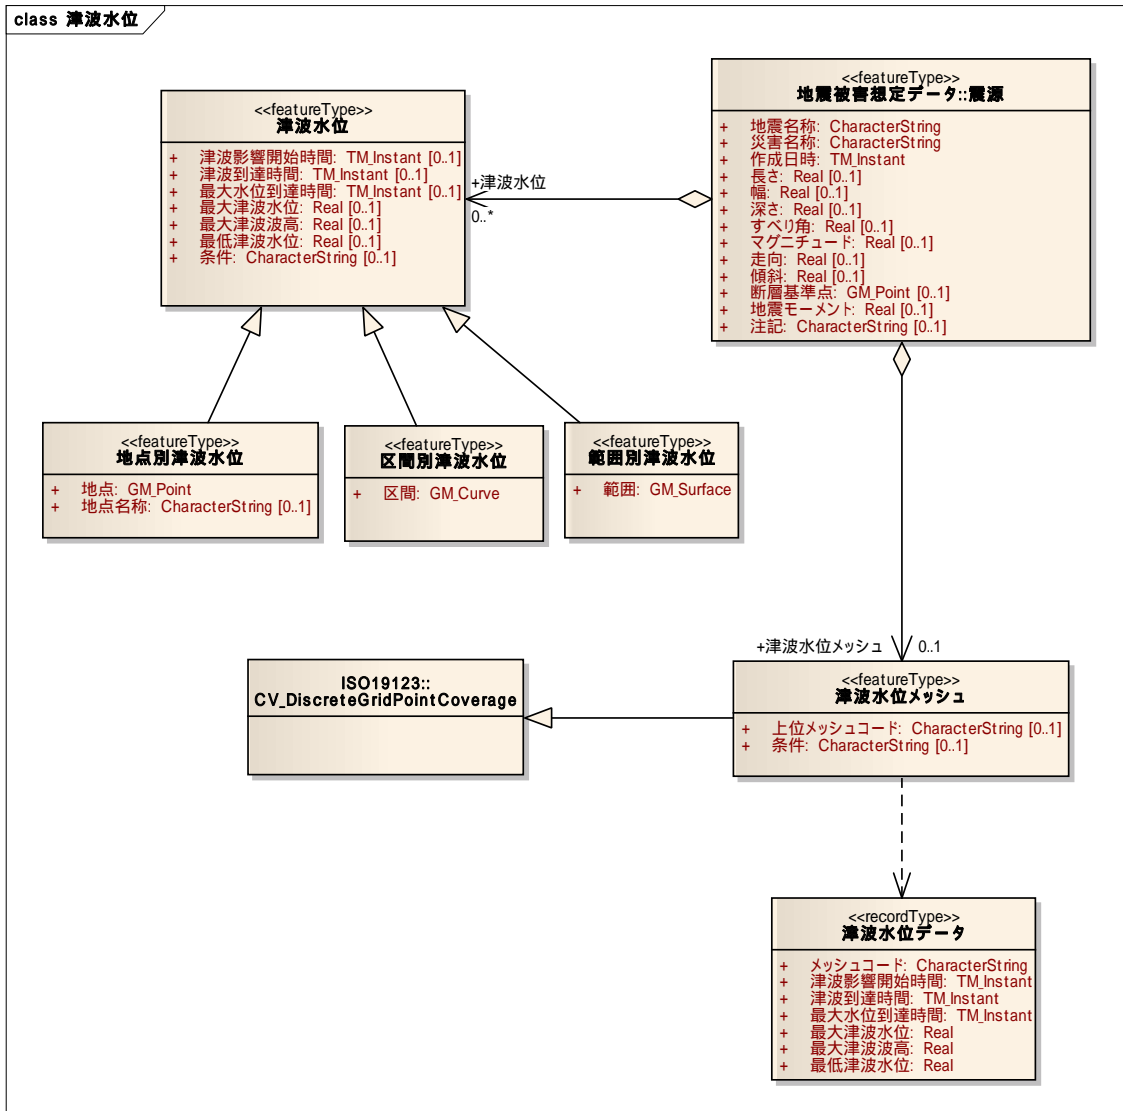 class 津波水位
<<featureType>>
津波水位
+ 津波影響開始時間: TM_Instant [0..1]
+ 津波到達時間: TM_Instant [0..1]
+ 最大水位到達時間: TM_Instant [0..1]
+ 最大津波水位: Real [0..1]
+ 最大津波波高: Real [0..1]
+ 最低津波水位: Real [0..1]
+ 条件: CharacterString [0..1]
<<featureType>>
地震被害想定データ::震源
+ 地震名称: CharacterString
+ 災害名称: CharacterString
+ 作成日時: TM_Instant
+ 長さ: Real [0..1]
+ 幅: Real [0..1]
+ 深さ: Real [0..1]
+ すべり角: Real [0..1]
+ マグニチュード: Real [0..1]
+ 走向: Real [0..1]
+ 傾斜: Real [0..1]
+ 断層基準点: GM_Point [0..1]
+ 地震モーメント: Real [0..1]
+ 注記: CharacterString [0..1]
+津波水位
0..*
<<featureType>>
地点別津波水位
+ 地点: GM_Point
+ 地点名称: CharacterString [0..1]
<<featureType>>
区間別津波水位
+ 区間: GM_Curve
<<featureType>>
範囲別津波水位
+ 範囲: GM_Surface
+津波水位メッシュ 0..1
ISO19123::
CV_DiscreteGridPointCoverage
<<featureType>>
津波水位メッシュ
+ 上位メッシュコード: CharacterString [0..1]
+ 条件: CharacterString [0..1]
<<recordType>>
津波水位データ
+ メッシュコード: CharacterString
+ 津波影響開始時間: TM_Instant
+ 津波到達時間: TM_Instant
+ 最大水位到達時間: TM_Instant
+ 最大津波水位: Real
+ 最大津波波高: Real
+ 最低津波水位: Real